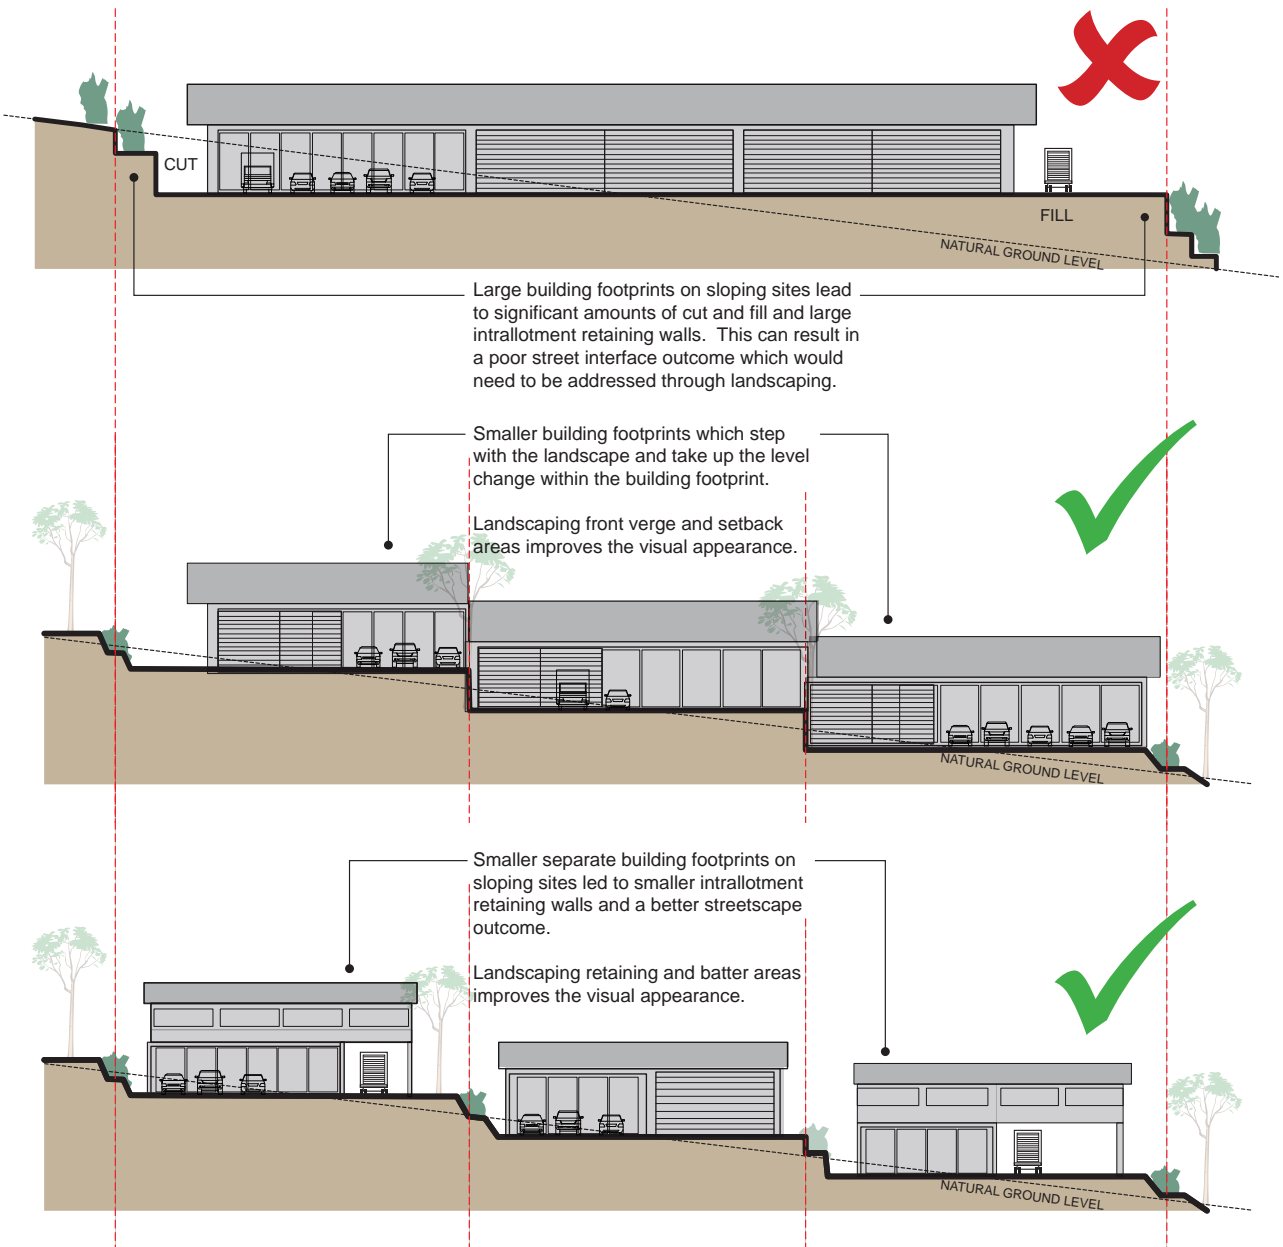 CUT
FILL
NATURAL GROUND LEVEL
Large building footprints on sloping sites lead
to significant amounts of cut and fill and large
intrallotment retaining walls.  This can result in
a poor street interface outcome which would
need to be addressed through landscaping.
Smaller building footprints which step
with the landscape and take up the level
change within the building footprint.
Landscaping front verge and setback
areas improves the visual appearance.
NATURAL GROUND LEVEL
Smaller separate building footprints on
sloping sites led to smaller intrallotment
retaining walls and a better streetscape
outcome.
Landscaping retaining and batter areas
improves the visual appearance.
NATURAL GROUND LEVEL